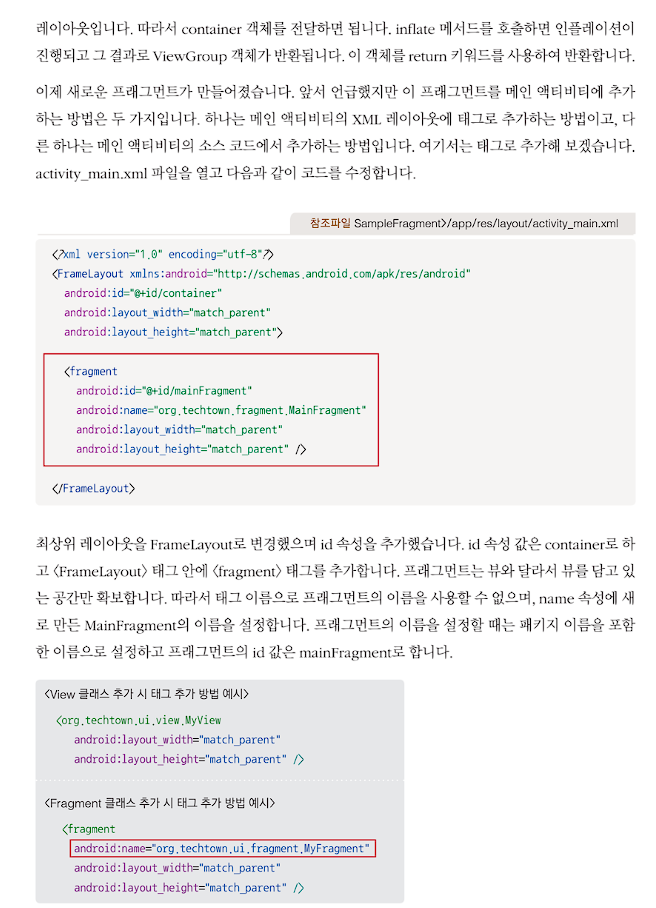 레이아웃입니다. 따라서 container 객체를 전달하면 됩니다. inflate 메서드를 호출하면 인플레이션이
진행되고 그 결과로 ViewGroup 객체가 반환됩니다. 이 객체를 return 키워드를 사용하여 반환합니다.
이제 새로운 프래그먼트가 만들어졌습니다. 앞서 언급했지만 이 프래그먼트를 메인 액티비티에 추가
하는 방법은 두 가지입니다. 하나는 메인 액티비티의 XML 레이아웃에 태그로 추가하는 방법이고, 다
른 하나는 메인 액티비티의 소스 코드에서 추가하는 방법입니다. 여기서는 태그로 추가해 보겠습니다.
activity_main.xml 파일을 열고 다음과 같이 코드를 수정합니다.
참조파일 SampleFragment>/app/res/layout/activity_main.xml
<?xml version="1.0" encoding="utf-8"?>
<FrameLayout xmlns:android="http://schemas.android.com/apk/res/android"
android:id="@+id/container"
android:layout_width="match_parent"
android:layout_height="match_parent">
<fragment
android:id="@+id/mainFragment"
android:name="org.techtown.fragment.MainFragment"
android:layout_width="match_parent"
android:layout_height="match_parent" />
</FrameLayout>
최상위 레이아웃을 FrameLayout로 변경했으며 id 속성을 추가했습니다. id 속성 값은 container로 하
고 〈FrameLayout〉 태그 안에 〈fragment〉 태그를 추가합니다. 프래그먼트는 뷰와 달라서 뷰를 담고 있
는 공간만 확보합니다. 따라서 태그 이름으로 프래그먼트의 이름을 사용할 수 없으며, name 속성에 새
로 만든 MainFragment의 이름을 설정합니다. 프래그먼트의 이름을 설정할 때는 패키지 이름을 포함
한 이름으로 설정하고 프래그먼트의 id 값은 mainFragment로 합니다.
<View 클래스 추가 시 태그 추가 방법 예시>
<org.techtown.ui.view.MyView
android:layout_width="match_parent"
android:layout_height="match_parent" />
<Fragment 클래스 추가 시 태그 추가 방법 예시>
<fragment
android:name="org.techtown.ui.fragment.MyFragment"
android:layout_width="match_parent"
android:layout_height="match_parent" />